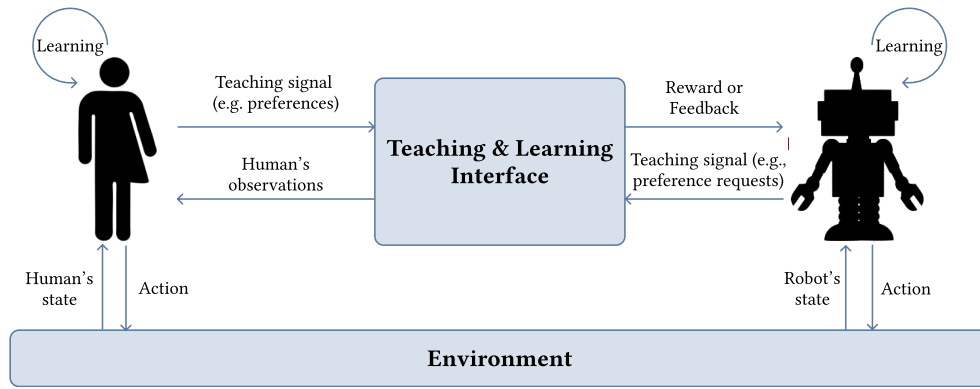 Learning
Learning
Teaching signal
(e.g. preferences)
Reward or
Feedback
Teaching & Learning
Interface
Human's
observations
Teaching signal (e.g.,
preference requests)
Human's
state
Action
Robot's
state
Action
Environment